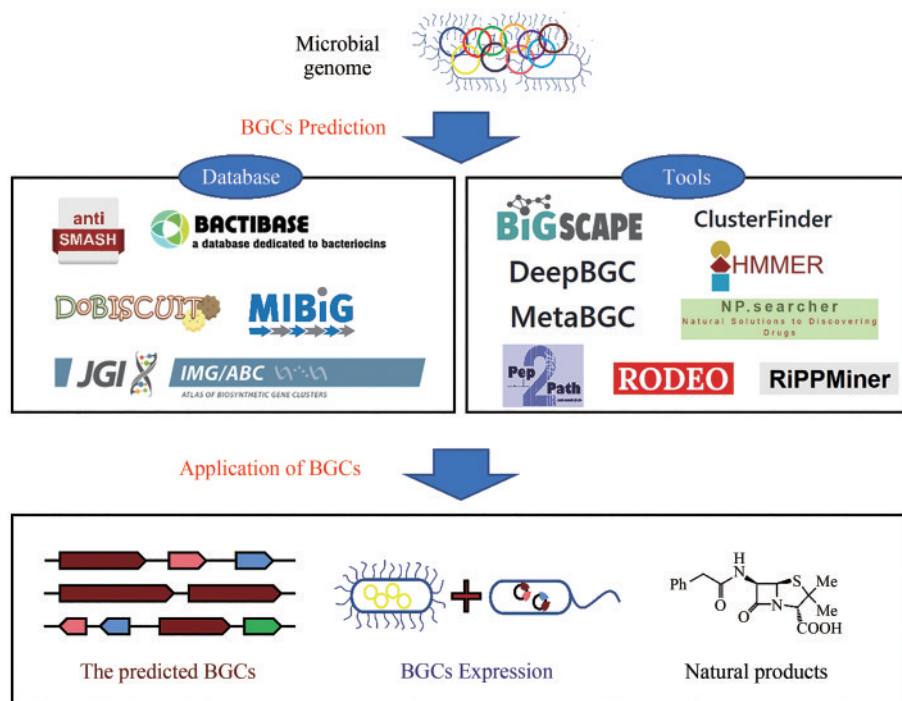 Microbial
genome
BGCs Prediction
Database
anti
SMASH
BACTIBASE
a database dedicated to bacteriocins
DoBISCUIT
MIBiG
JGI
IMG/ABC
ATLAS OF BIOSYNTHETIC GENE CLUSTERS
Tools
BiGSCAPE
ClusterFinder
DeepBGC
HMMER
MetaBGC
NP.searcher
Natural Solutions to Discovering
Drugs
Pep
2
Path
RODEO
RiPPMiner
Application of BGCs
The predicted BGCs
BGCs Expression
Ph
O
H
N
O
S
N
Me
Me
COOH
Natural products